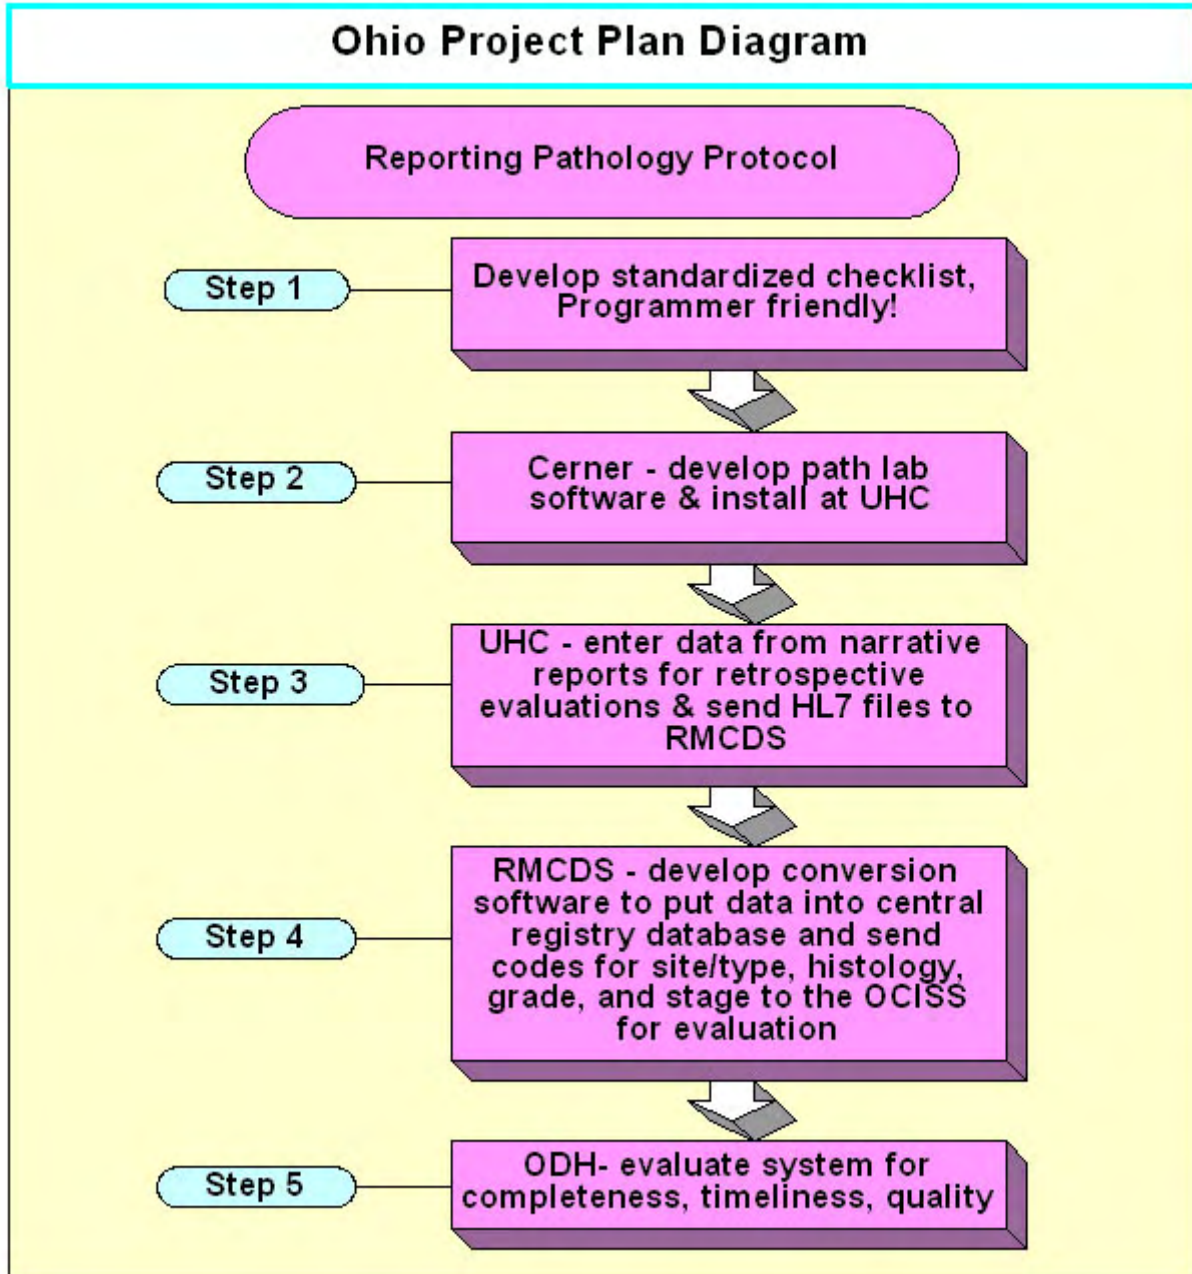 Ohio Project Plan Diagram
Reporting Pathology Protocol
Step 1
Develop standardized checklist,
Programmer friendly!
Step 2
Cerner - develop path lab
software & install at UHC
Step 3
UHC - enter data from narrative
reports for retrospective
evaluations & send HL7 files to
RMCDS
Step 4
RMCDS - develop conversion
software to put data into central
registry database and send
codes for site/type, histology,
grade, and stage to the OCISS
for evaluation
Step 5
ODH- evaluate system for
completeness, timeliness, quality